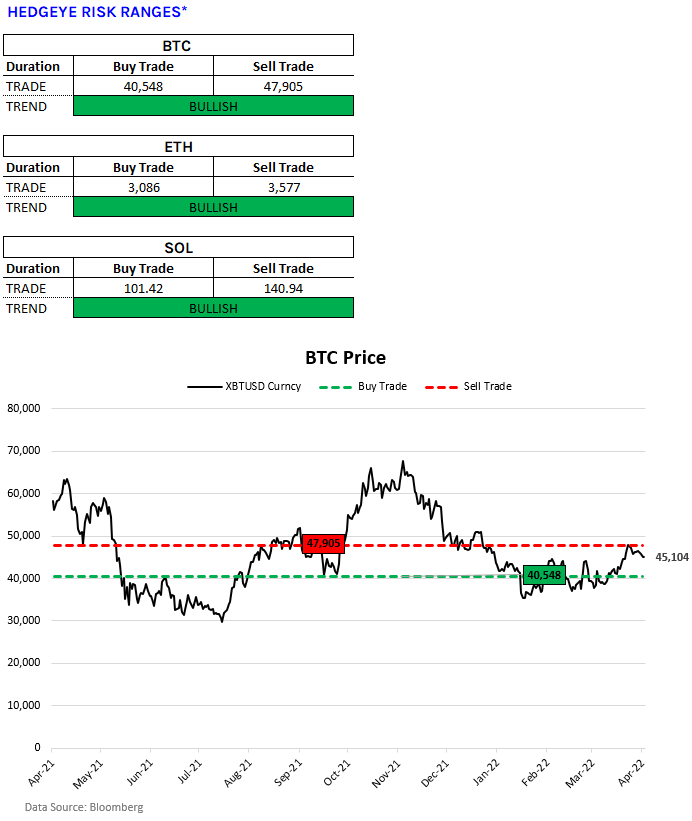 HEDGEYE RISK RANGES*
BTC
Duration Buy Trade Sell Trade
TRADE 40,548 47,905
TREND BULLISH
ETH
Duration Buy Trade Sell Trade
TRADE 3,086 3,577
TREND BULLISH
SOL
Duration Buy Trade Sell Trade
TRADE 101.42 140.94
TREND BULLISH
BTC Price
XBTUSD Curncy Buy Trade Sell Trade
80,000
70,000
60,000
50,000
47,905
45,104
40,548
40,000
30,000
20,000
10,000
0
Apr-21 May-21 Jun-21 Jul-21 Aug-21 Sep-21 Oct-21 Nov-21 Dec-21 Jan-22 Feb-22 Mar-22 Apr-22
Data Source: Bloomberg